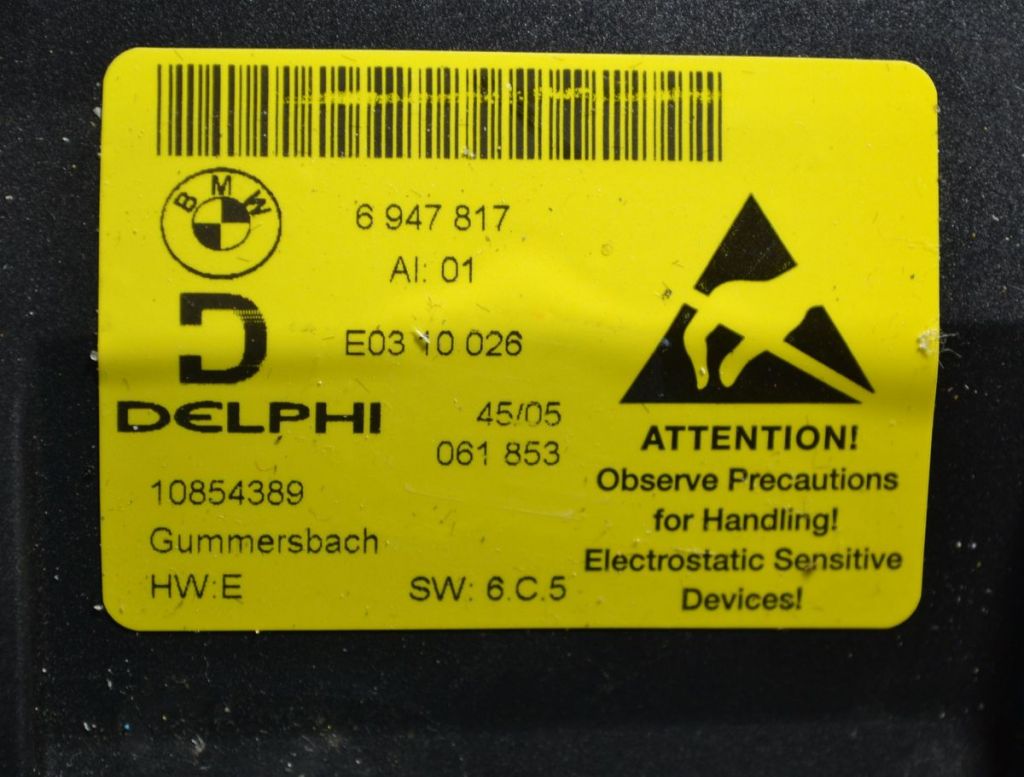 BMW
6 947 817
AI: 01
E03 10 026
DELPHI
45/05
061 853
10854389
Gummersbach
HW:E
SW: 6.C.5
ATTENTION!
Observe Precautions
for Handling!
Electrostatic Sensitive
Devices!